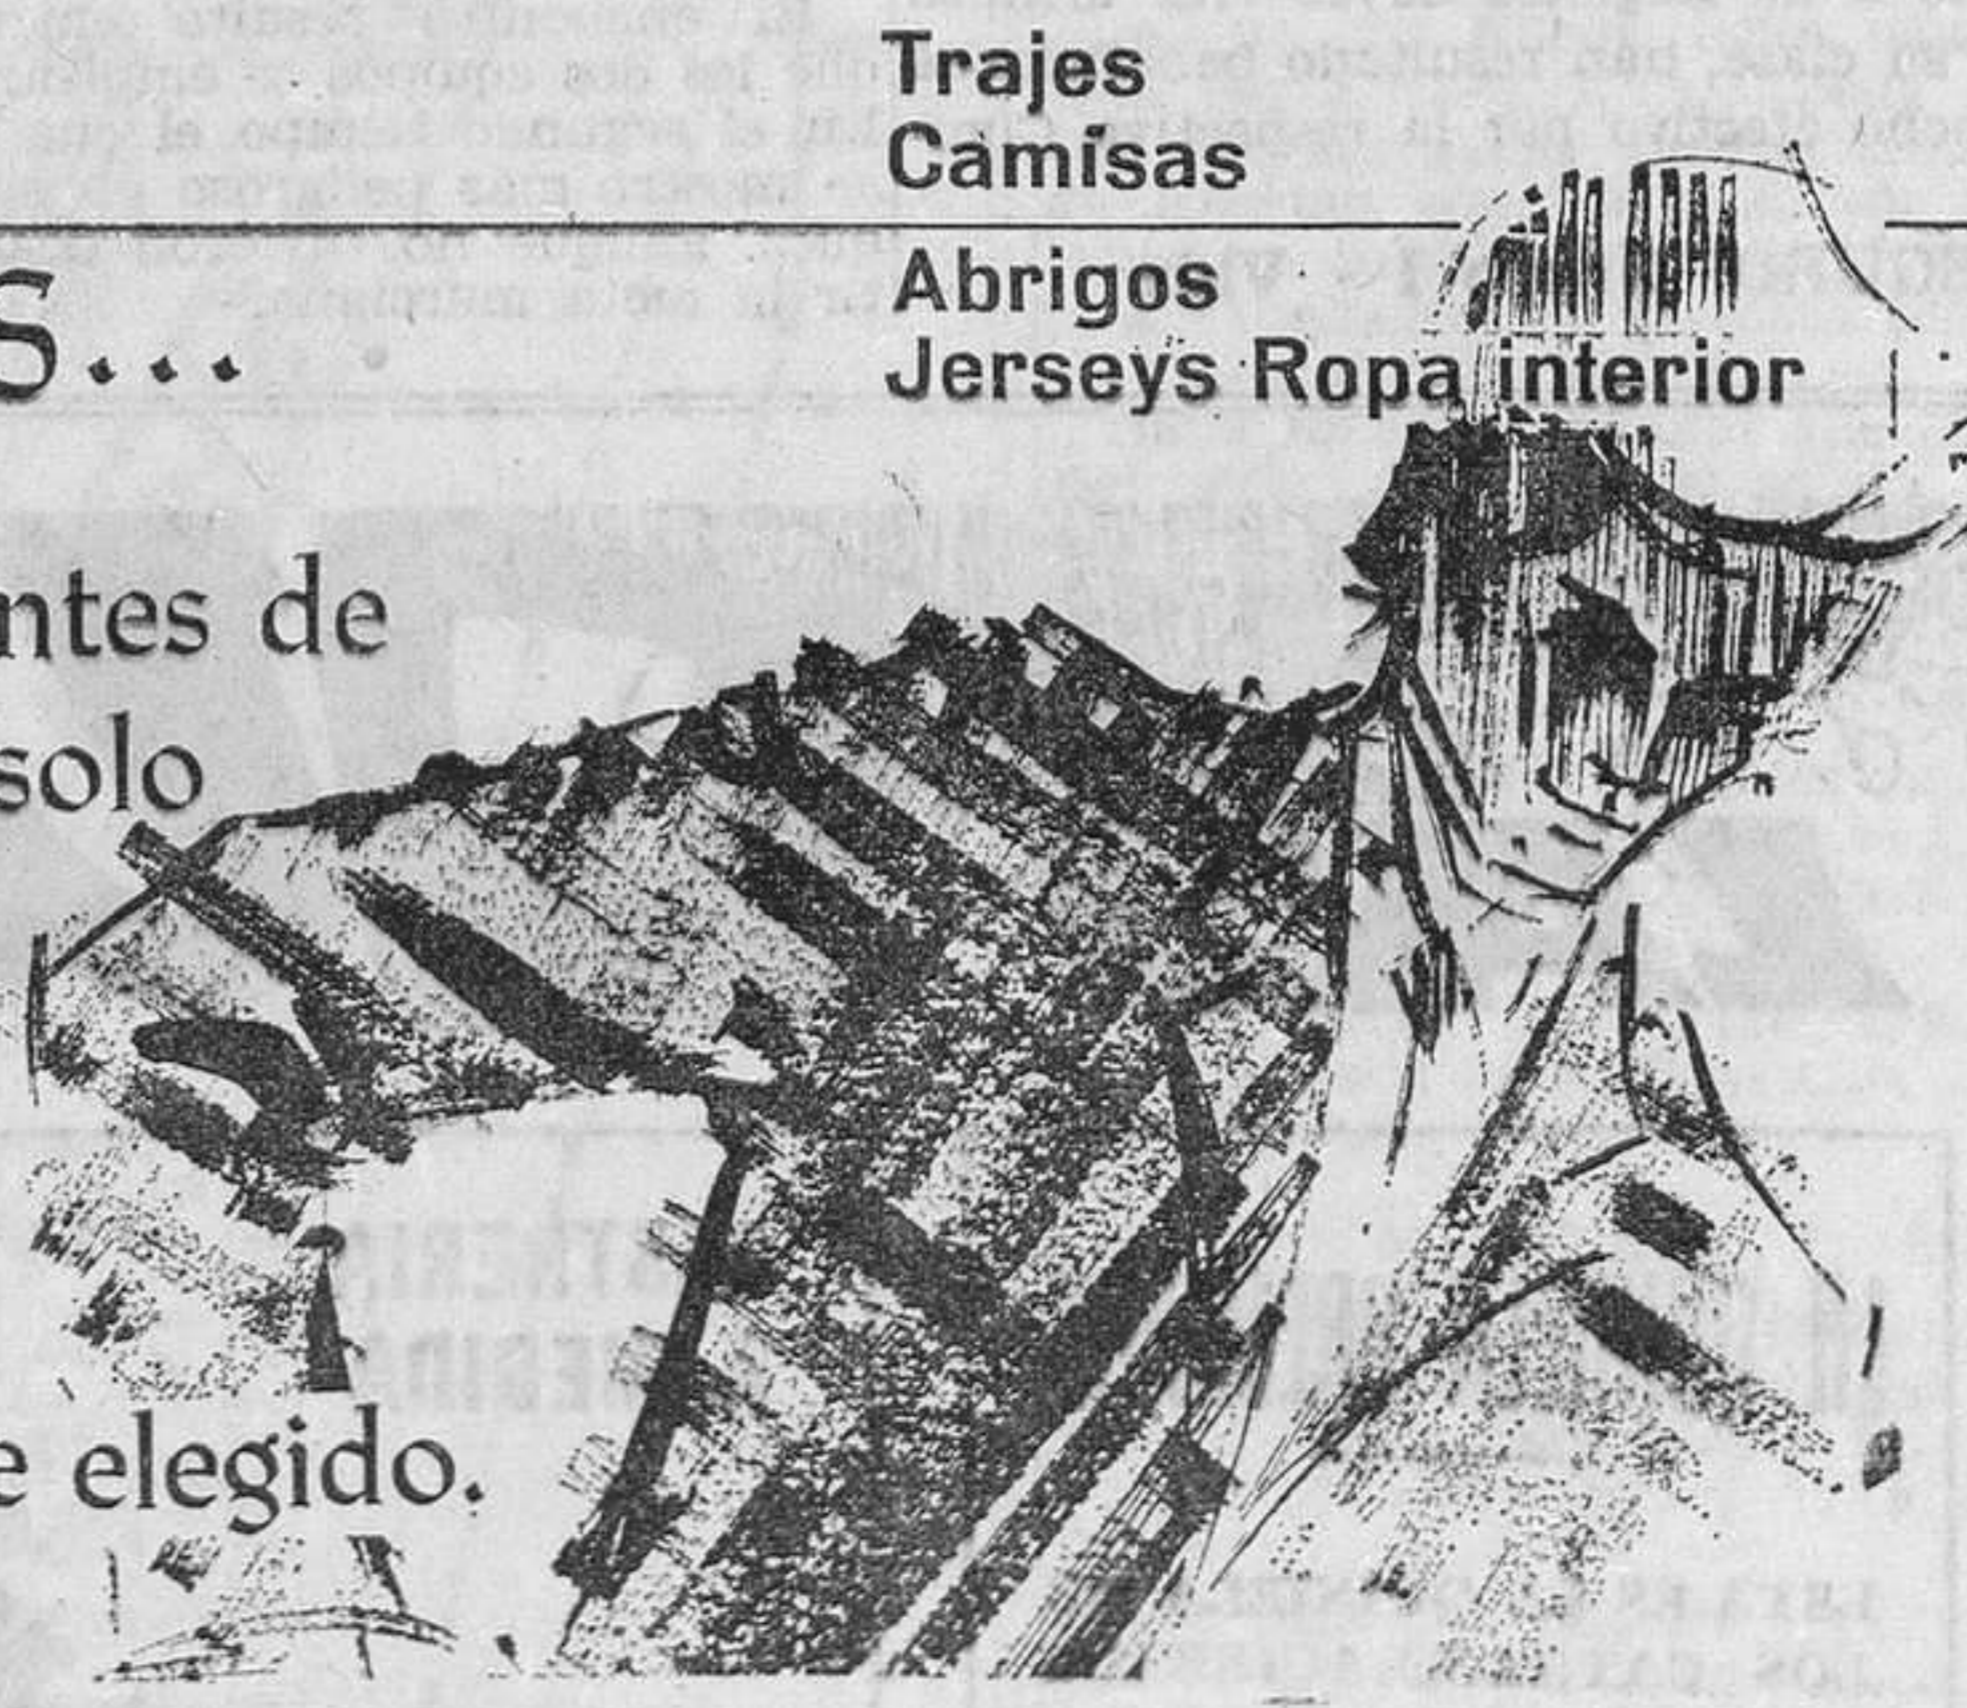 Trajes
Camisas
Abrigos
Jerseys Ropa interior
s...
ntes de
solo
e elegido.